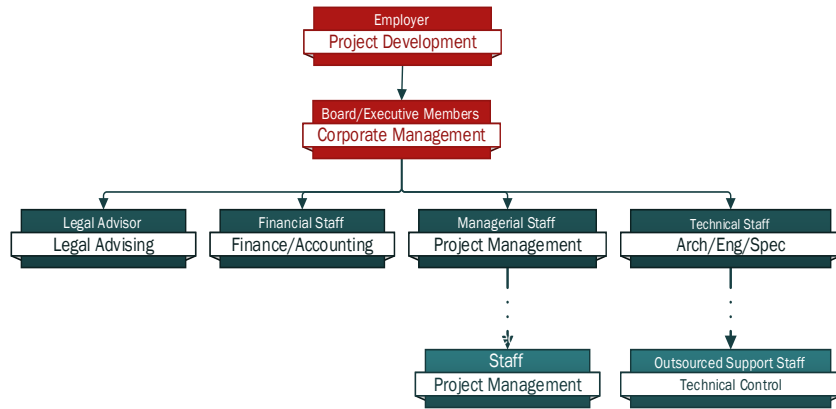 Employer
Project Development
Board/Executive Members
Corporate Management
Legal Advisor
Legal Advising
Financial Staff
Finance/Accounting
Managerial Staff
Project Management
Technical Staff
Arch/Eng/Spec
Staff
Project Management
Outsourced Support Staff
Technical Control